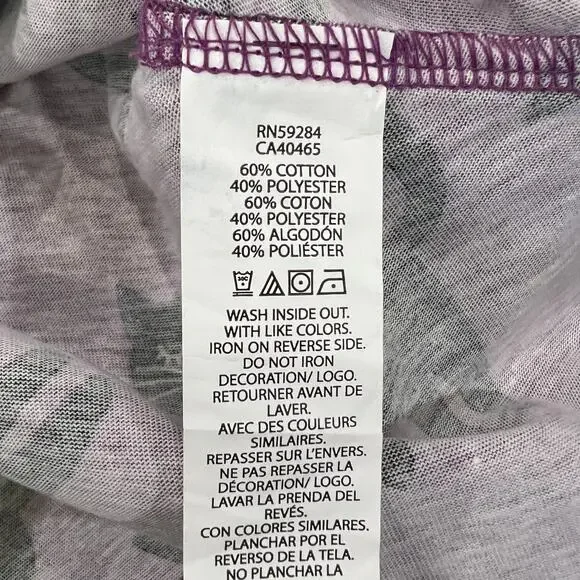 RN59284
CA40465
60% COTTON
40% POLYESTER
60% COTON
40% POLYESTER
60% ALGODÓN
40% POLIÉSTER
30C
WASH INSIDE OUT.
WITH LIKE COLORS.
IRON ON REVERSE SIDE.
DO NOT IRON
DECORATION/ LOGO.
RETOURNER AVANT DE
LAVER.
AVEC DES COULEURS
SIMILAIRES.
REPASSER SUR L'ENVERS.
NE PAS REPASSER LA
DÉCORATION/ LOGO.
LAVAR LA PRENDA DEL
REVÉS.
CON COLORES SIMILARES.
PLANCHAR POR EL
REVERSO DE LA TELA.
NO PLANCHAR LA